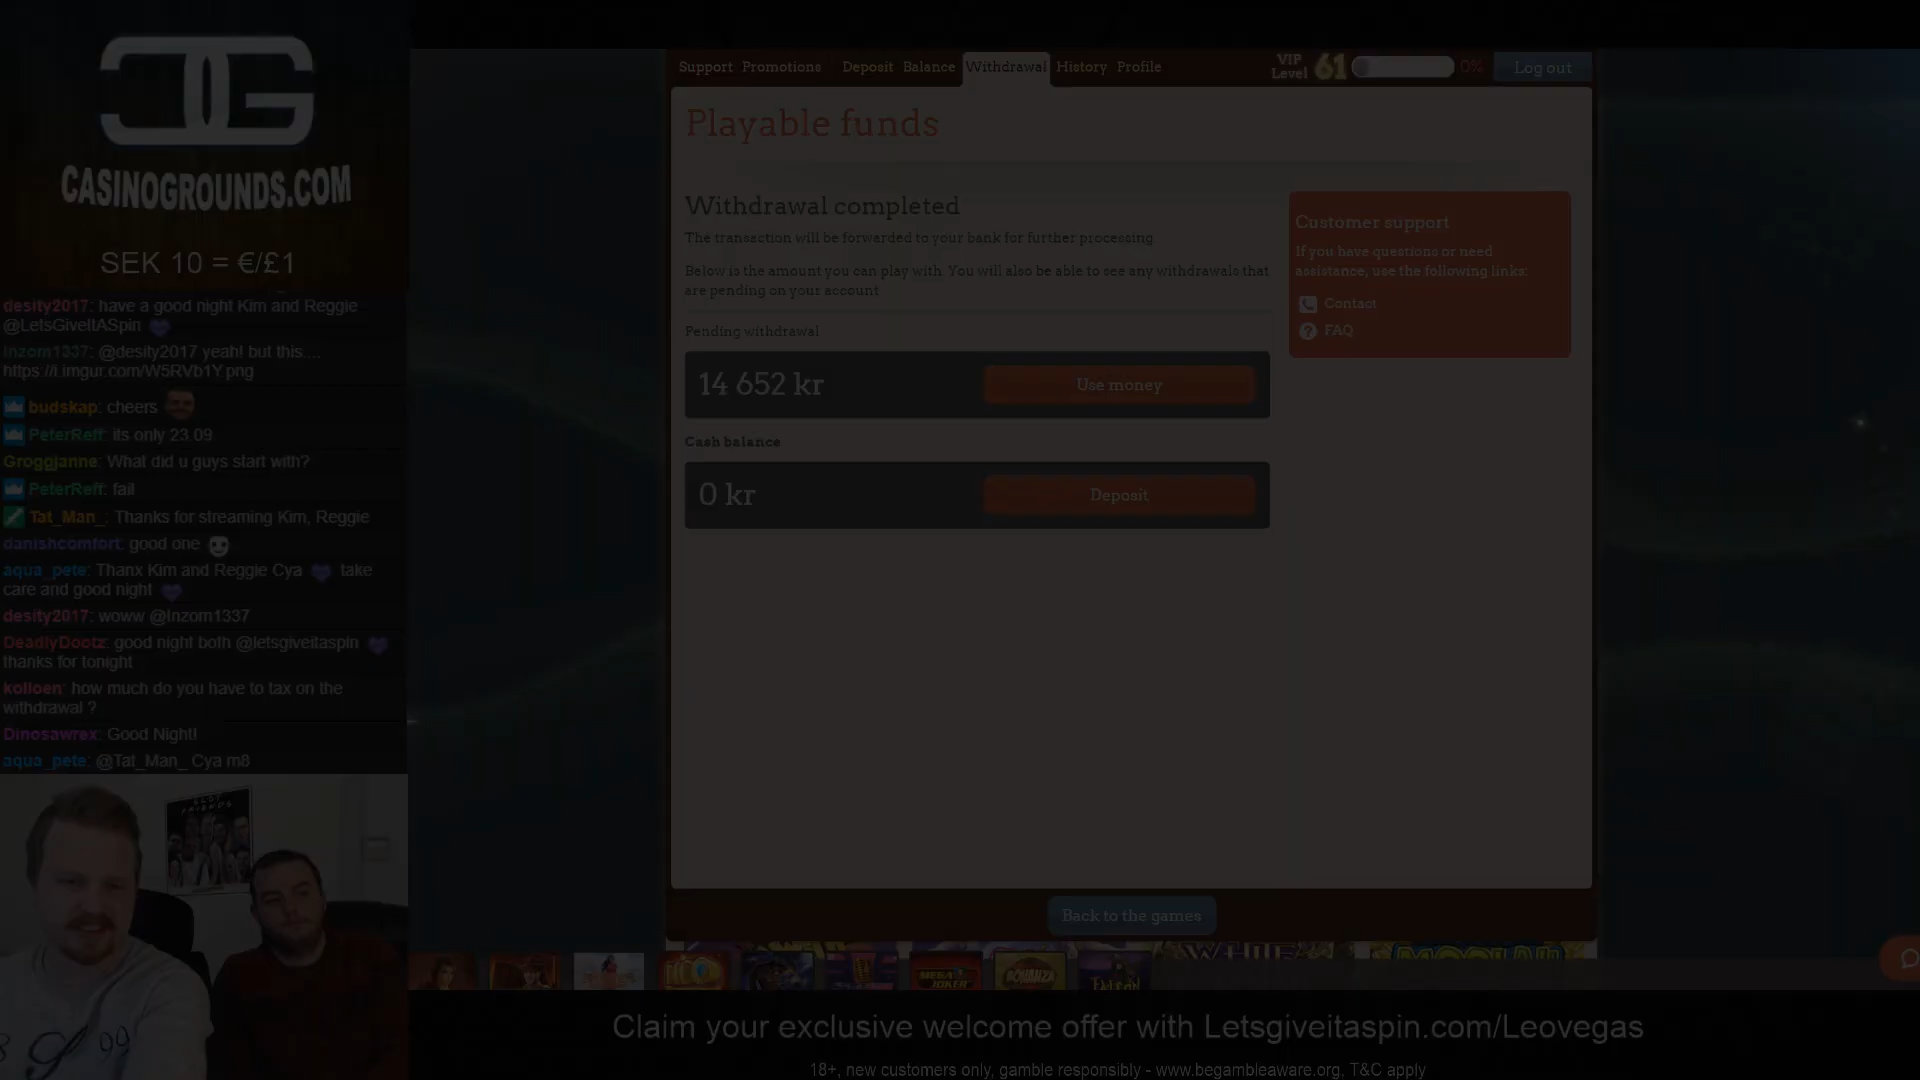 CG
CASINOGROUNDS.COM
SEK 10 = €/£1
desity2017: have a good night Kim and Reggie
@LetsGiveItASpin
Inzom1337: @desity2017 yeah! but this....
https://i.imgur.com/W5RVb1Y.png
budskap: cheers
PeterReff: its only 23.09
Groggjanne: What did u guys start with?
PeterReff: fail
Tat_Man_: Thanks for streaming Kim, Reggie
danishcomfort: good one
aqua_pete: Thanx Kim and Reggie Cya take
care and good night
desity2017: woww @Inzom1337
DeadlyDootz: good night both @letsgiveitaspin
thanks for tonight
kolloen: how much do you have to tax on the
withdrawal ?
Dinosawrex: Good Night!
aqua_pete: @Tat_Man_ Cya m8
SLOT
FRIENDS
Support Promotions Deposit Balance Withdrawal History Profile
VIP
Level 61 0% Log out
Playable funds
Withdrawal completed
The transaction will be forwarded to your bank for further processing.
Below is the amount you can play with. You will also be able to see any withdrawals that
are pending on your account
Pending withdrawal
14 652 kr Use money
Cash balance
0 kr Deposit
Customer support
If you have questions or need
assistance, use the following links:
Contact
FAQ
Back to the games
MEGA
JOKER
BONANZA
Claim your exclusive welcome offer with Letsgiveitaspin.com/Leovegas
18+, new customers only, gamble responsibly - www.begambleaware.org. T&C apply